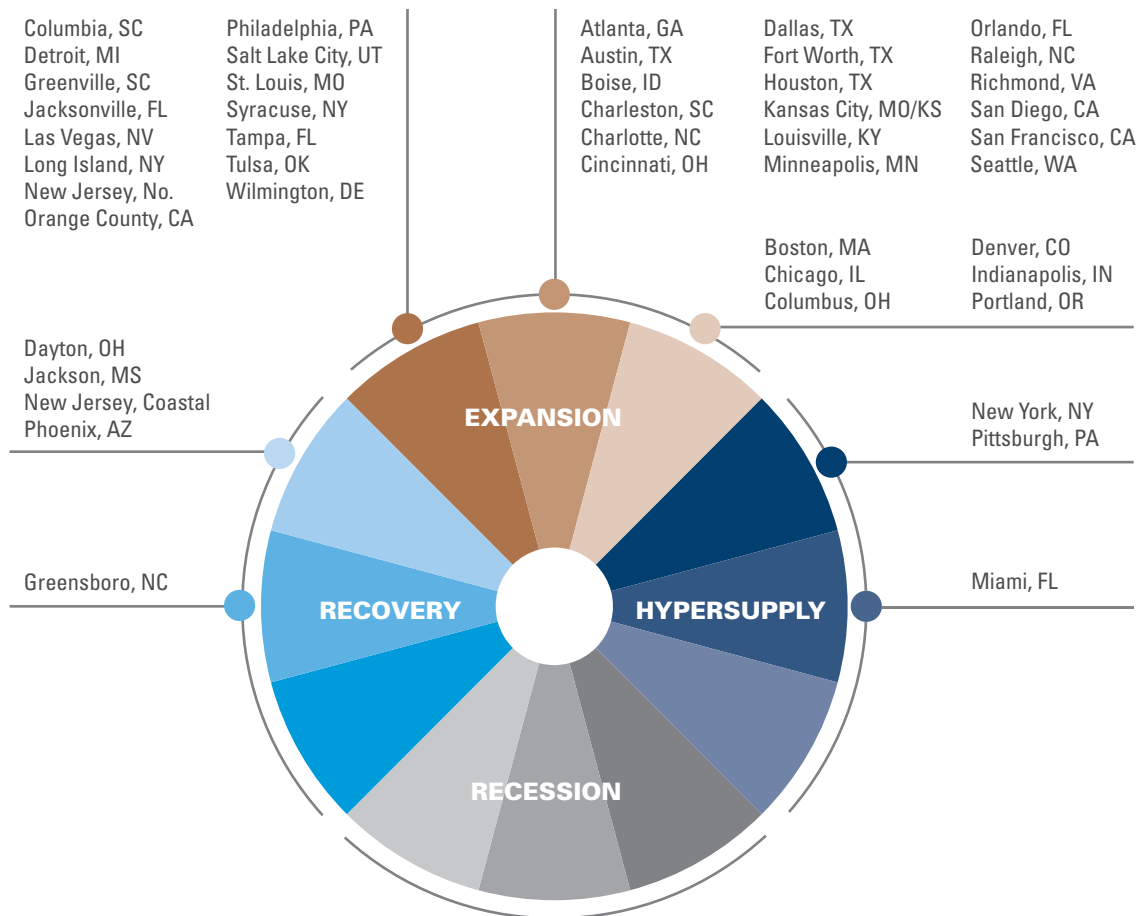 Columbia, SC
Detroit, MI
Greenville, SC
Jacksonville, FL
Las Vegas, NV
Long Island, NY
New Jersey, No.
Orange County, CA
Philadelphia, PA
Salt Lake City, UT
St. Louis, MO
Syracuse, NY
Tampa, FL
Tulsa, OK
Wilmington, DE
Atlanta, GA
Austin, TX
Boise, ID
Charleston, SC
Charlotte, NC
Cincinnati, OH
Dallas, TX
Fort Worth, TX
Houston, TX
Kansas City, MO/KS
Louisville, KY
Minneapolis, MN
Orlando, FL
Raleigh, NC
Richmond, VA
San Diego, CA
San Francisco, CA
Seattle, WA
Boston, MA
Chicago, IL
Columbus, OH
Denver, CO
Indianapolis, IN
Portland, OR
Dayton, OH
Jackson, MS
New Jersey, Coastal
Phoenix, AZ
EXPANSION
New York, NY
Pittsburgh, PA
Greensboro, NC
RECOVERY
HYPERSUPPLY
Miami, FL
RECESSION